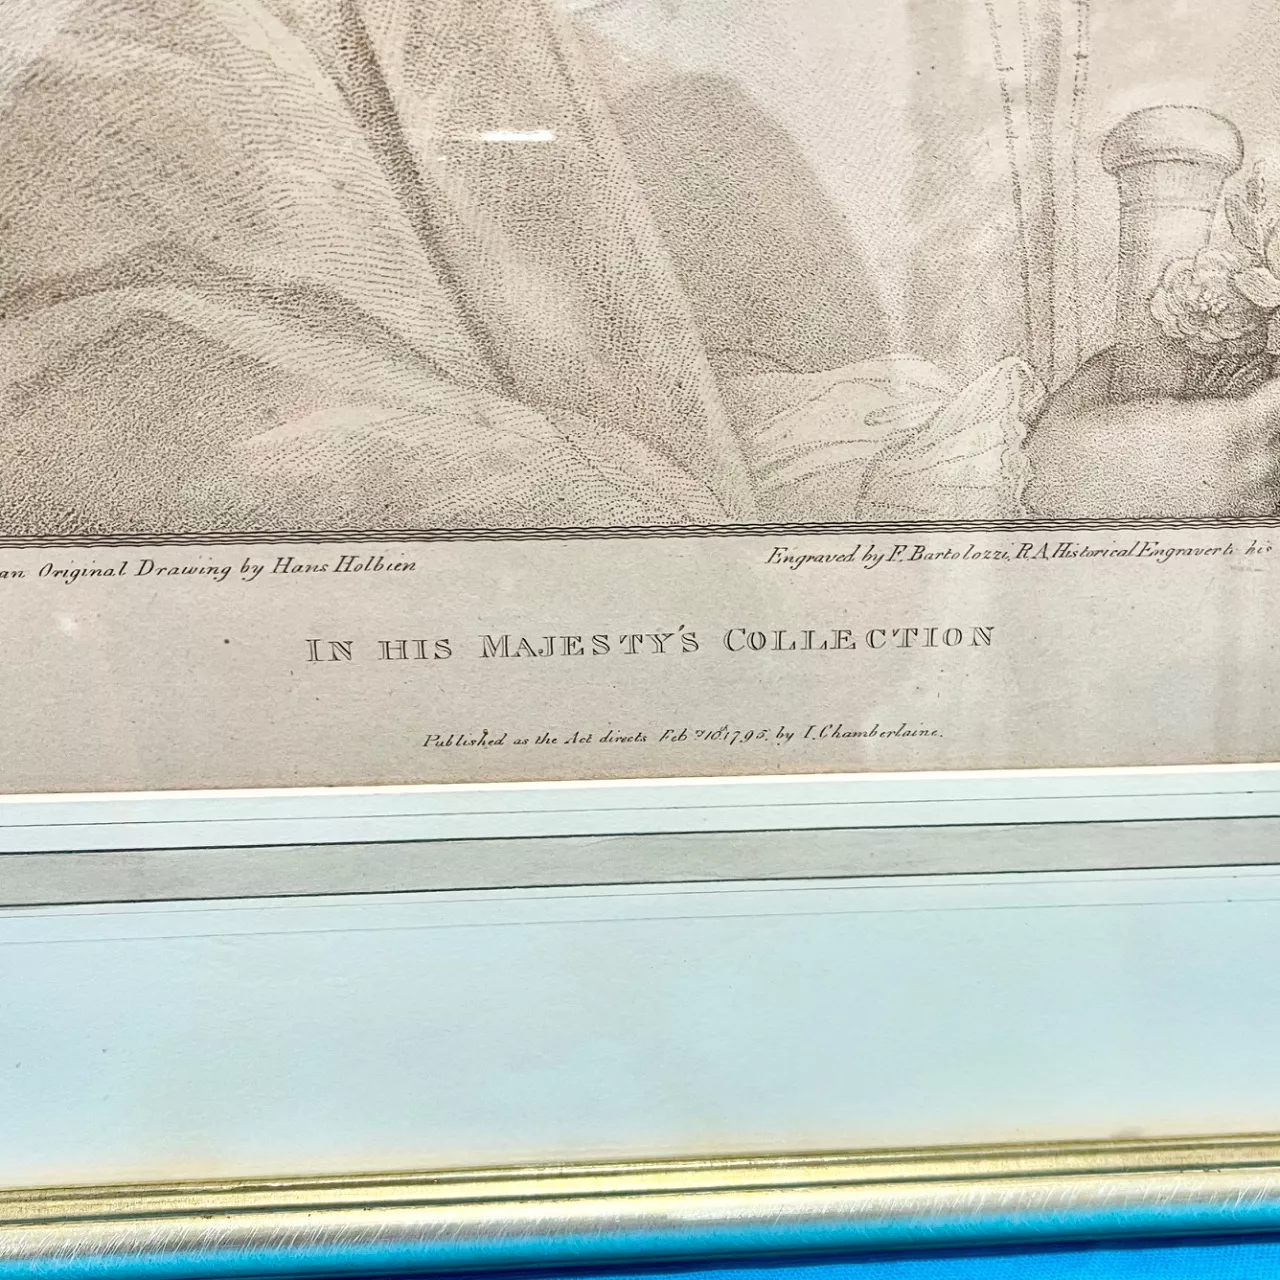 an Original Drawing by Hans Holbien
Engraved by F. Bartolozzi, R.A. Historical Engraver to his
IN HIS MAJESTY'S COLLECTION
Published as the Act directs Feb 10 1795, by I. Chamberlaine.